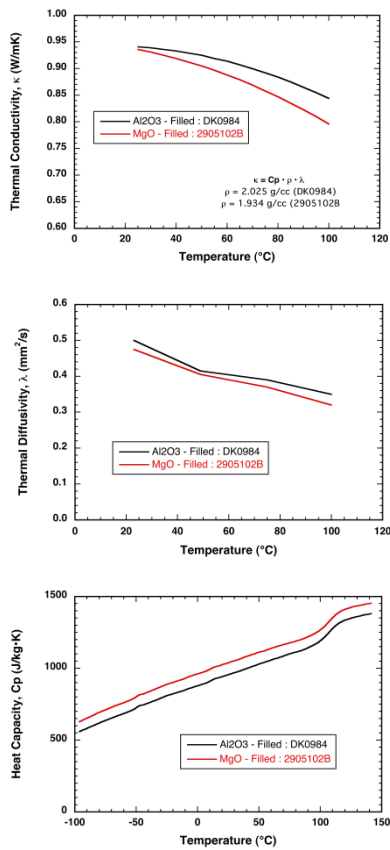 Thermal Conductivity, κ (W/mK)
1.00
0.95
0.90
0.85
0.80
0.75
0.70
0.65
0.60
Al2O3 - Filled : DK0984
MgO - Filled : 2905102B
κ = Cp · ρ · λ
ρ = 2.025 g/cc (DK0984)
ρ = 1.934 g/cc (2905102B
0 20 40 60 80 100 120
Temperature (°C)
Thermal Diffusivity, λ (mm²/s)
0.6
0.5
0.4
0.3
0.2
0.1
0.0
Al2O3 - Filled : DK0984
MgO - Filled : 2905102B
0 20 40 60 80 100 120
Temperature (°C)
Heat Capacity, Cp (J/kg·K)
1500
1000
500
0
Al2O3 - Filled : DK0984
MgO - Filled : 2905102B
-100 -50 0 50 100 150
Temperature (°C)